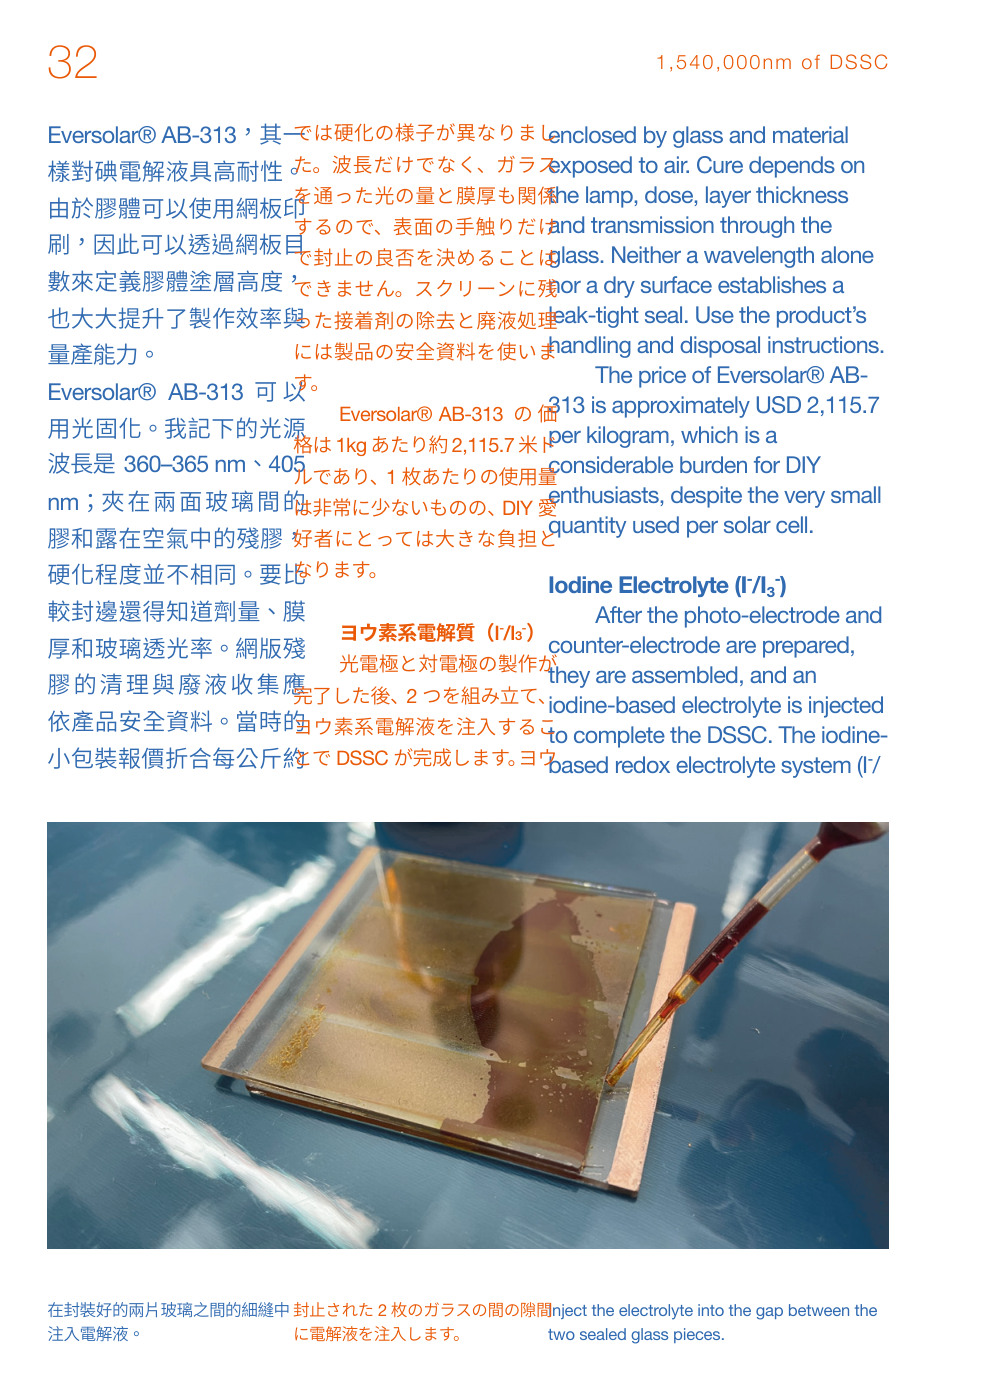 32
1,540,000nm of DSSC
Eversolar® AB-313，其一
樣對碘電解液具高耐性。
由於膠體可以使用網板印
刷，因此可以透過網板目
數來定義膠體塗層高度，
也大大提升了製作效率與
量產能力。
Eversolar® AB-313 可以
用光固化。我記下的光源
波長是 360–365 nm、405
nm；夾在兩面玻璃間的
膠和露在空氣中的殘膠，
硬化程度並不相同。要比
較封邊還得知道劑量、膜
厚和玻璃透光率。網版殘
膠的清理與廢液收集應
依產品安全資料。當時的
小包裝報價折合每公斤約
では硬化の様子が異なりまし
た。波長だけでなく、ガラス
を通った光の量と膜厚も関係
するので、表面の手触りだけ
で封止の良否を決めることは
できません。スクリーンに残
った接着剤の除去と廃液処理
には製品の安全資料を使いま
す。
Eversolar® AB-313 の価
格は 1kg あたり約 2,115.7 米ド
ルであり、1 枚あたりの使用量
は非常に少ないものの、DIY 愛
好者にとっては大きな負担と
なります。
ヨウ素系電解質（I⁻/I₃⁻）
光電極と対電極の製作が
完了した後、2 つを組み立て、
ヨウ素系電解液を注入するこ
とで DSSC が完成します。ヨウ
enclosed by glass and material
exposed to air. Cure depends on
the lamp, dose, layer thickness
and transmission through the
glass. Neither a wavelength alone
nor a dry surface establishes a
leak-tight seal. Use the product’s
handling and disposal instructions.
The price of Eversolar® AB-
313 is approximately USD 2,115.7
per kilogram, which is a
considerable burden for DIY
enthusiasts, despite the very small
quantity used per solar cell.
Iodine Electrolyte (I⁻/I₃⁻)
After the photo-electrode and
counter-electrode are prepared,
they are assembled, and an
iodine-based electrolyte is injected
to complete the DSSC. The iodine-
based redox electrolyte system (I⁻/
在封裝好的兩片玻璃之間的細縫中
注入電解液。
封止された 2 枚のガラスの間の隙間
に電解液を注入します。
Inject the electrolyte into the gap between the
two sealed glass pieces.